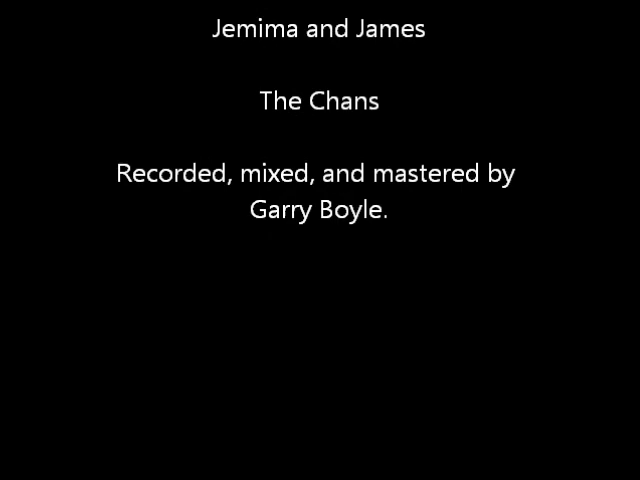 Jemima and James
The Chans
Recorded, mixed, and mastered by
Garry Boyle.